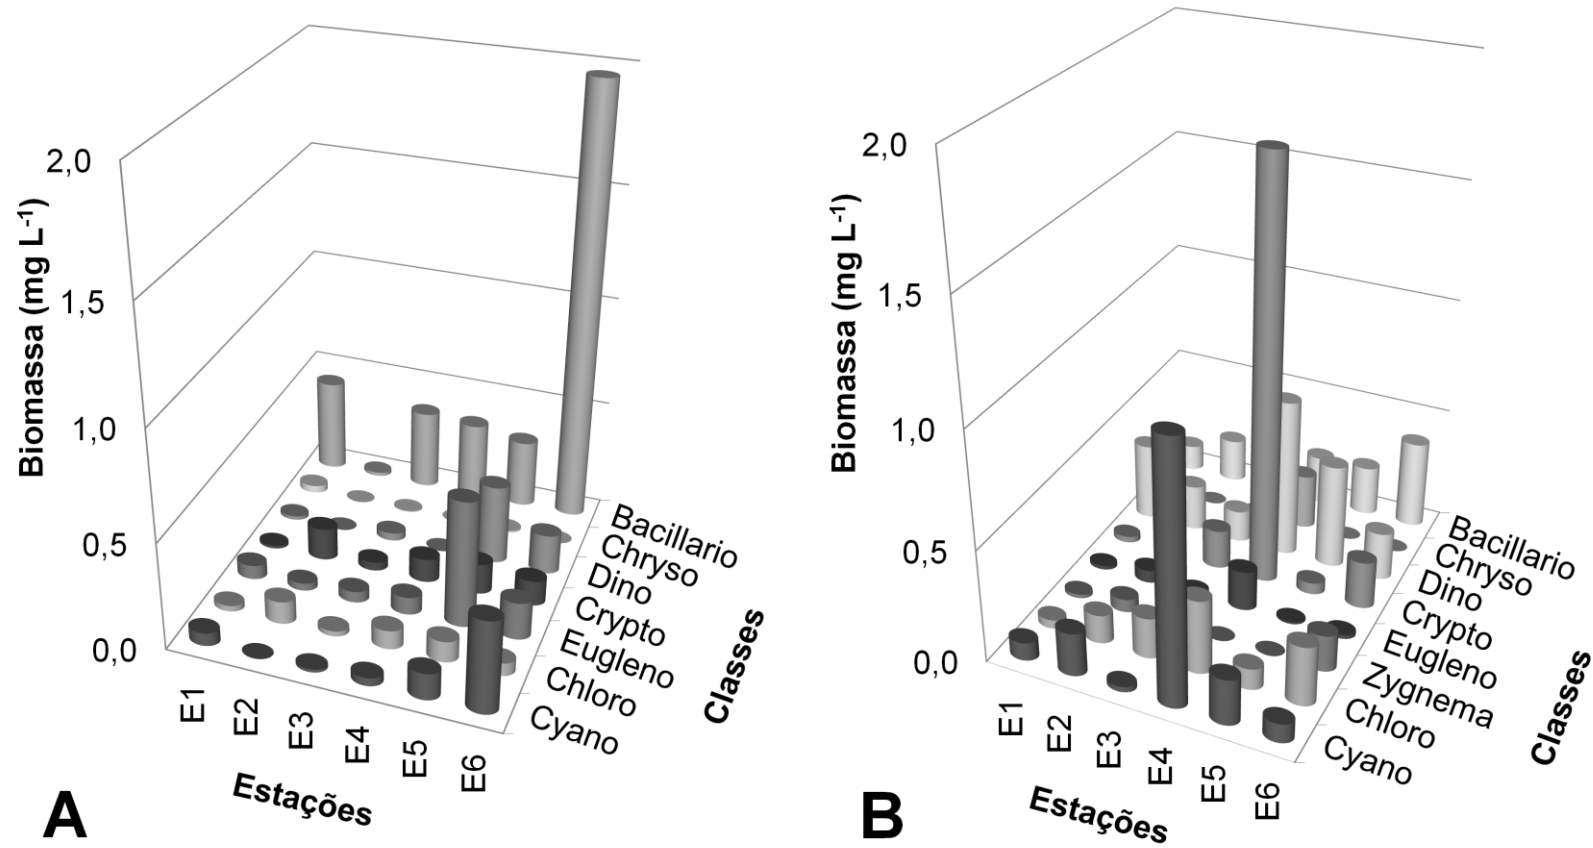 Biomassa (mg L-1)
2,0
1,5
1,0
0,5
0,0
E1
E2
E3
E4
E5
E6
Estações
Bacillario
Chryso
Dino
Crypto
Eugleno
Chloro
Cyano
Classes
A
Biomassa (mg L-1)
2,0
1,5
1,0
0,5
0,0
E1
E2
E3
E4
E5
E6
Estações
Bacillario
Chryso
Dino
Crypto
Eugleno
Zygnema
Chloro
Cyano
Classes
B